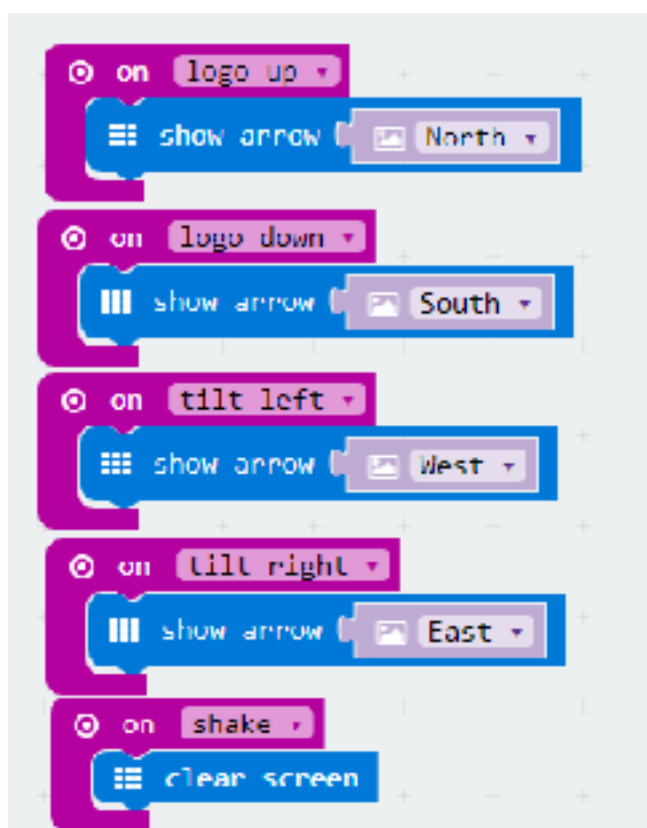 on logo up
show arrow North
on logo down
show arrow South
on tilt left
show arrow West
on tilt right
show arrow East
on shake
clear screen